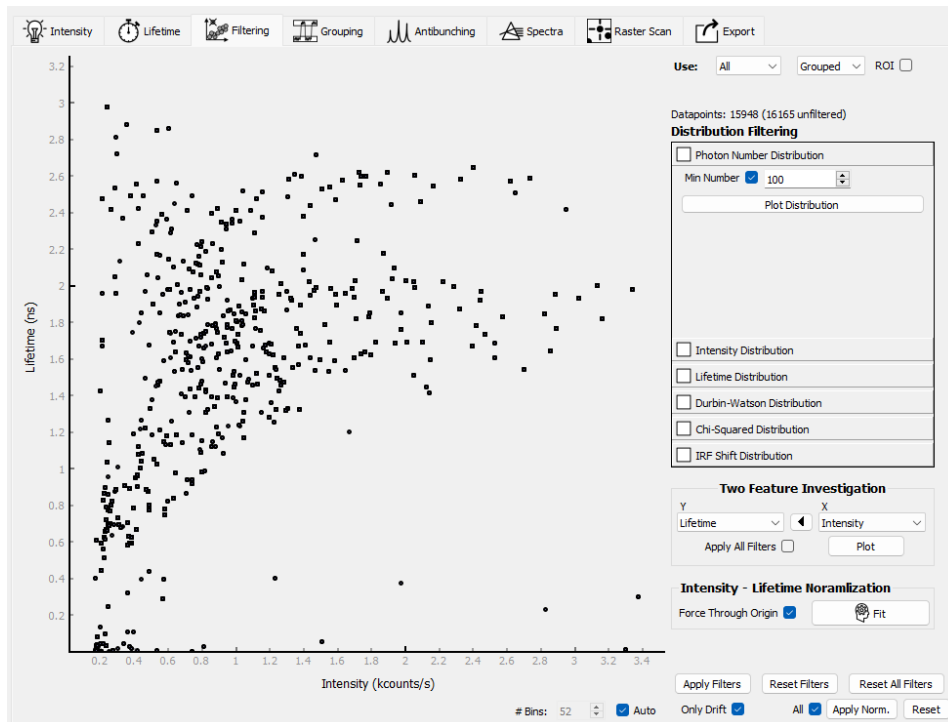 Intensity Lifetime Filtering Grouping Antibunching Spectra Raster Scan Export
Use: All Grouped ROI
Datapoints: 15948 (16165 unfiltered)
Distribution Filtering
Photon Number Distribution
Min Number 100
Plot Distribution
Intensity Distribution
Lifetime Distribution
Durbin-Watson Distribution
Chi-Squared Distribution
IRF Shift Distribution
Two Feature Investigation
Y X
Lifetime Intensity
Apply All Filters Plot
Intensity - Lifetime Noramlization
Force Through Origin Fit
Apply Filters Reset Filters Reset All Filters
Only Drift All Apply Norm. Reset
3.2
3
2.8
2.6
2.4
2.2
2
1.8
1.6
1.4
1.2
1
0.8
0.6
0.4
0.2
Lifetime (ns)
0.2 0.4 0.6 0.8 1 1.2 1.4 1.6 1.8 2 2.2 2.4 2.6 2.8 3 3.2 3.4
Intensity (kcounts/s)
# Bins: 52 Auto